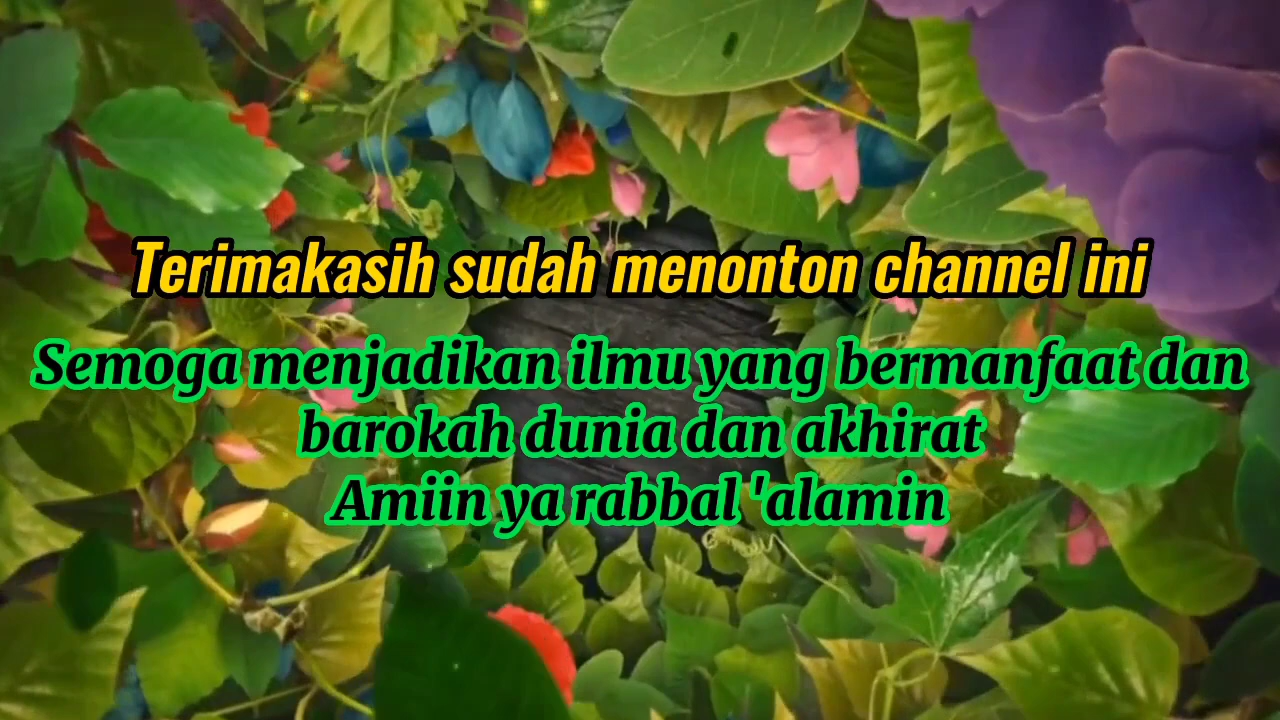 Terimakasih sudah menonton channel ini
Semoga menjadikan ilmu yang bermanfaat dan
barokah dunia dan akhirat
Amiin ya rabbal 'alamin